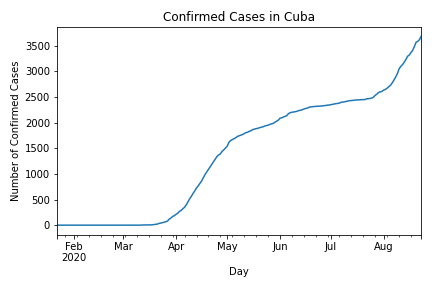 Confirmed Cases in Cuba
Number of Confirmed Cases
3500
3000
2500
2000
1500
1000
500
0
Feb Mar Apr May Jun Jul Aug
2020
Day